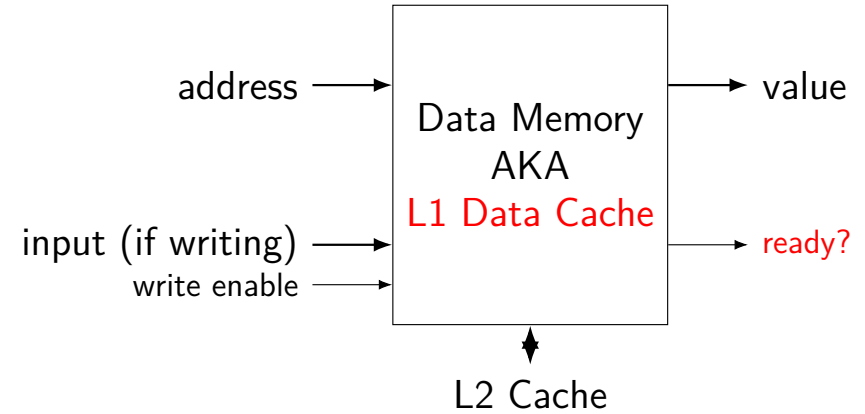 address
value
Data Memory
AKA
L1 Data Cache
input (if writing)
ready?
write enable
L2 Cache